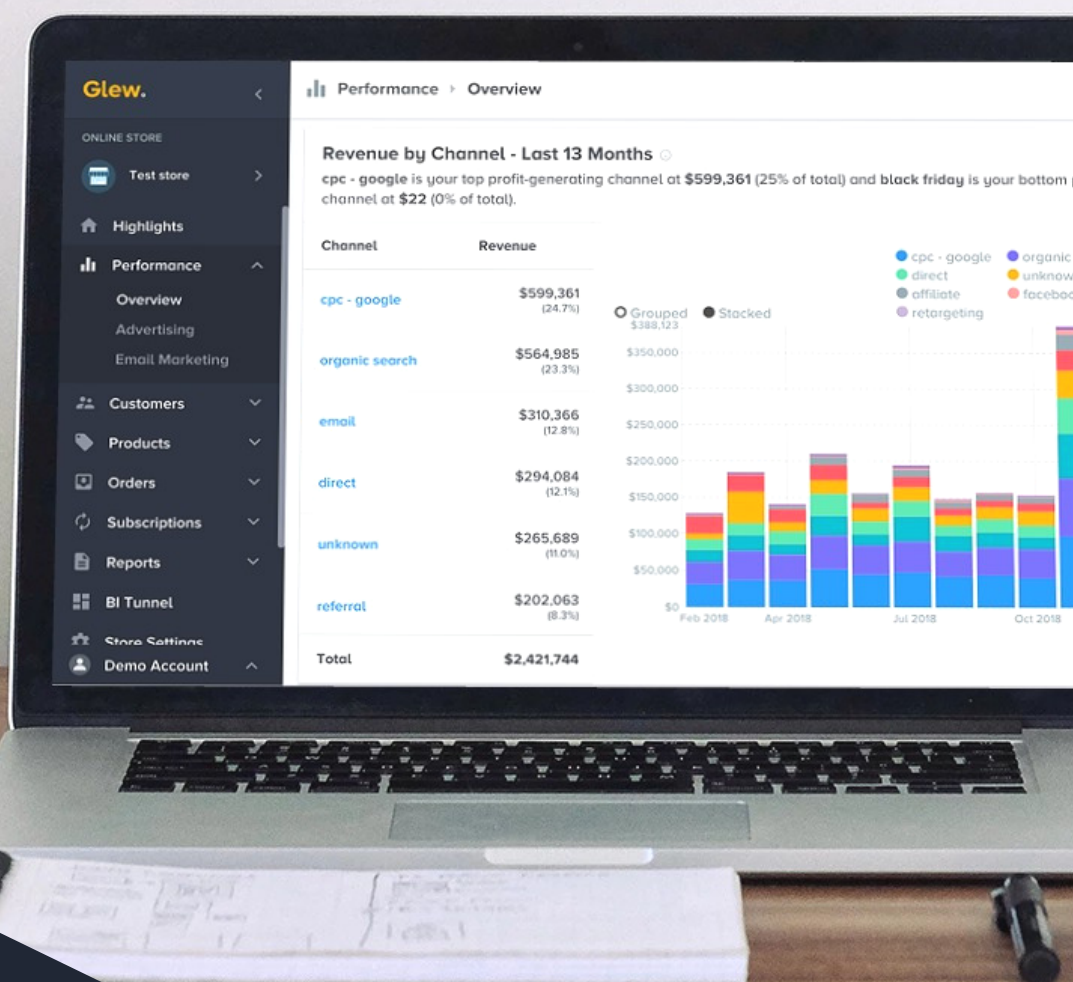 Glew.
Performance
Overview
ONLINE STORE
Test store
Highlights
Performance
Overview
Advertising
Email Marketing
Customers
Products
Orders
Subscriptions
Reports
BI Tunnel
Store Settings
Demo Account
Revenue by Channel - Last 13 Months
cpc - google is your top profit-generating channel at $599,361 (25% of total) and black friday is your bottom
channel at $22 (0% of total).
Channel Revenue
cpc - google $599,361
(24.7%)
organic search $564,985
(23.3%)
email $310,366
(12.8%)
direct $294,084
(12.1%)
unknown $265,689
(11.0%)
referral $202,063
(8.3%)
Total $2,421,744
cpc - google organic
direct unknow
affiliate faceboo
retargeting
Grouped Stacked
$388,123
$350,000
$300,000
$250,000
$200,000
$150,000
$100,000
$50,000
$0
Feb 2018 Apr 2018 Jul 2018 Oct 2018